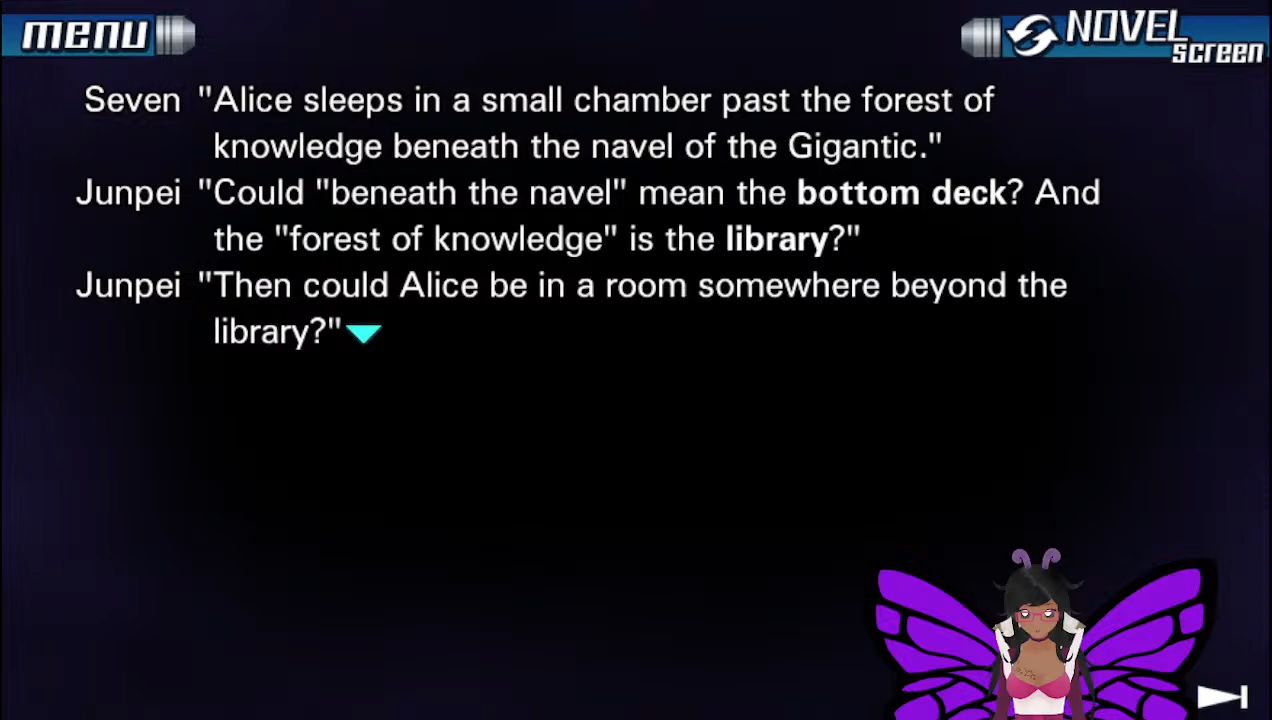 menu
NOVEL
screen
Seven "Alice sleeps in a small chamber past the forest of
knowledge beneath the navel of the Gigantic."
Junpei "Could "beneath the navel" mean the bottom deck? And
the "forest of knowledge" is the library?"
Junpei "Then could Alice be in a room somewhere beyond the
library?"